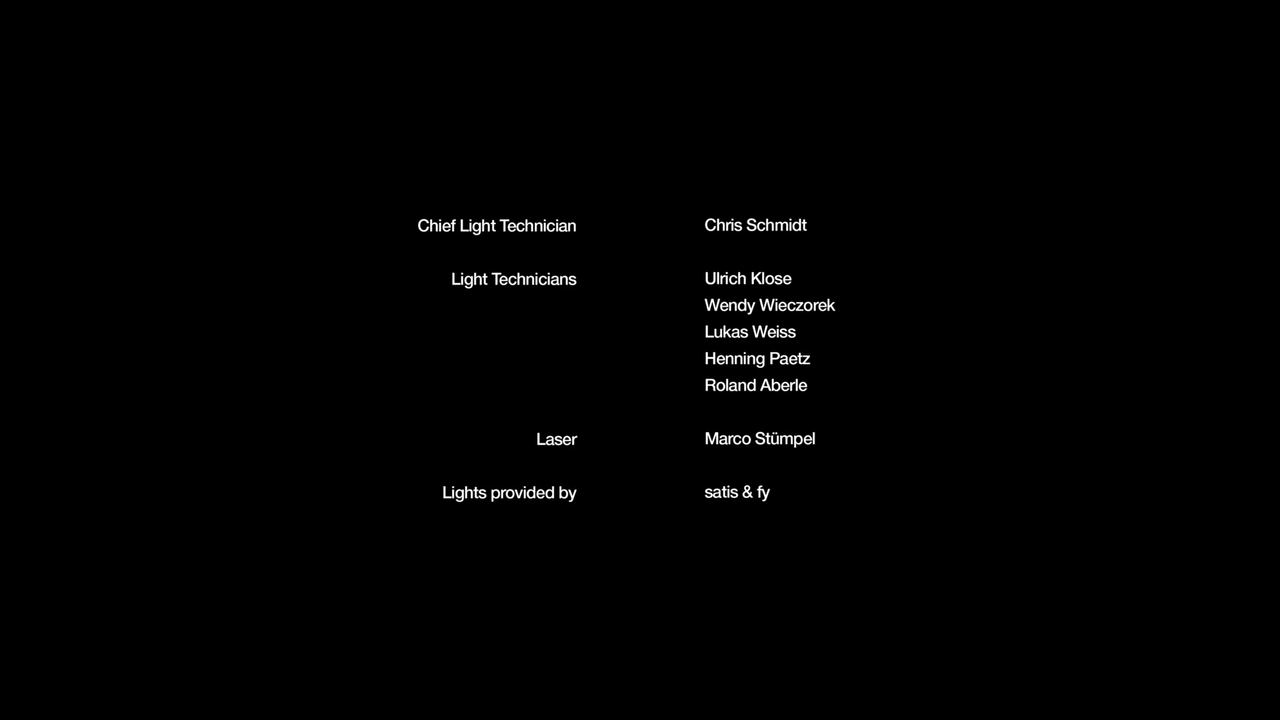 Chief Light Technician Chris Schmidt
Light Technicians Ulrich Klose
Wendy Wieczorek
Lukas Weiss
Henning Paetz
Roland Aberle
Laser Marco Stümpel
Lights provided by satis & fy